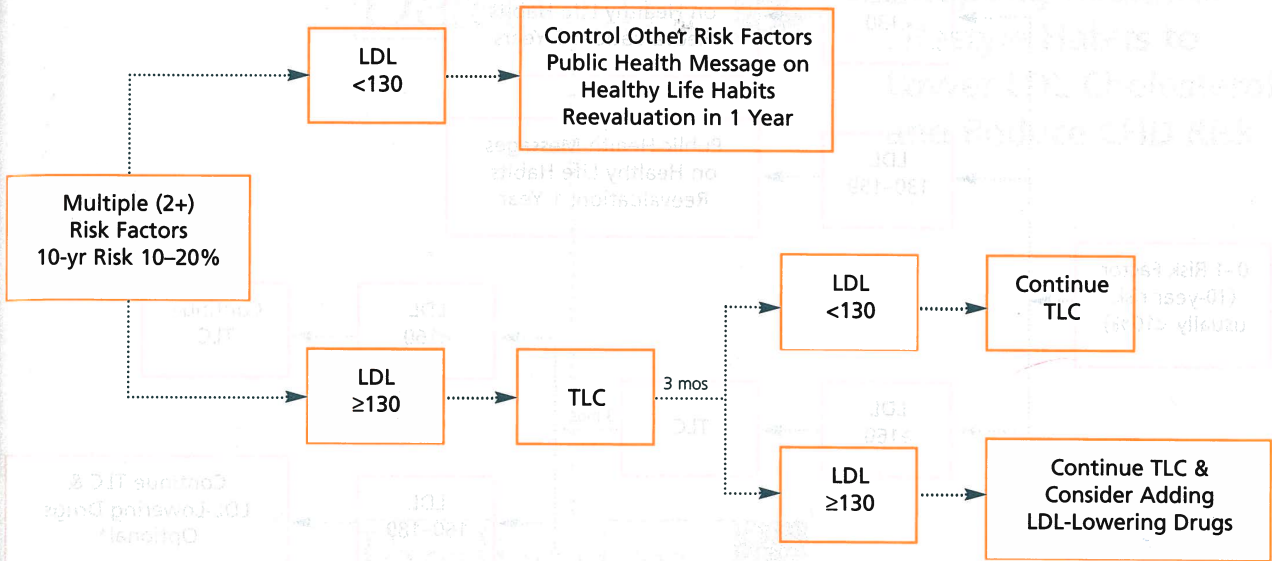 LDL
<130
Control Other Risk Factors
Public Health Message on
Healthy Life Habits
Reevaluation in 1 Year
Multiple (2+)
Risk Factors
10-yr Risk 10–20%
LDL
≥130
TLC
3 mos
LDL
<130
Continue
TLC
LDL
≥130
Continue TLC &
Consider Adding
LDL-Lowering Drugs